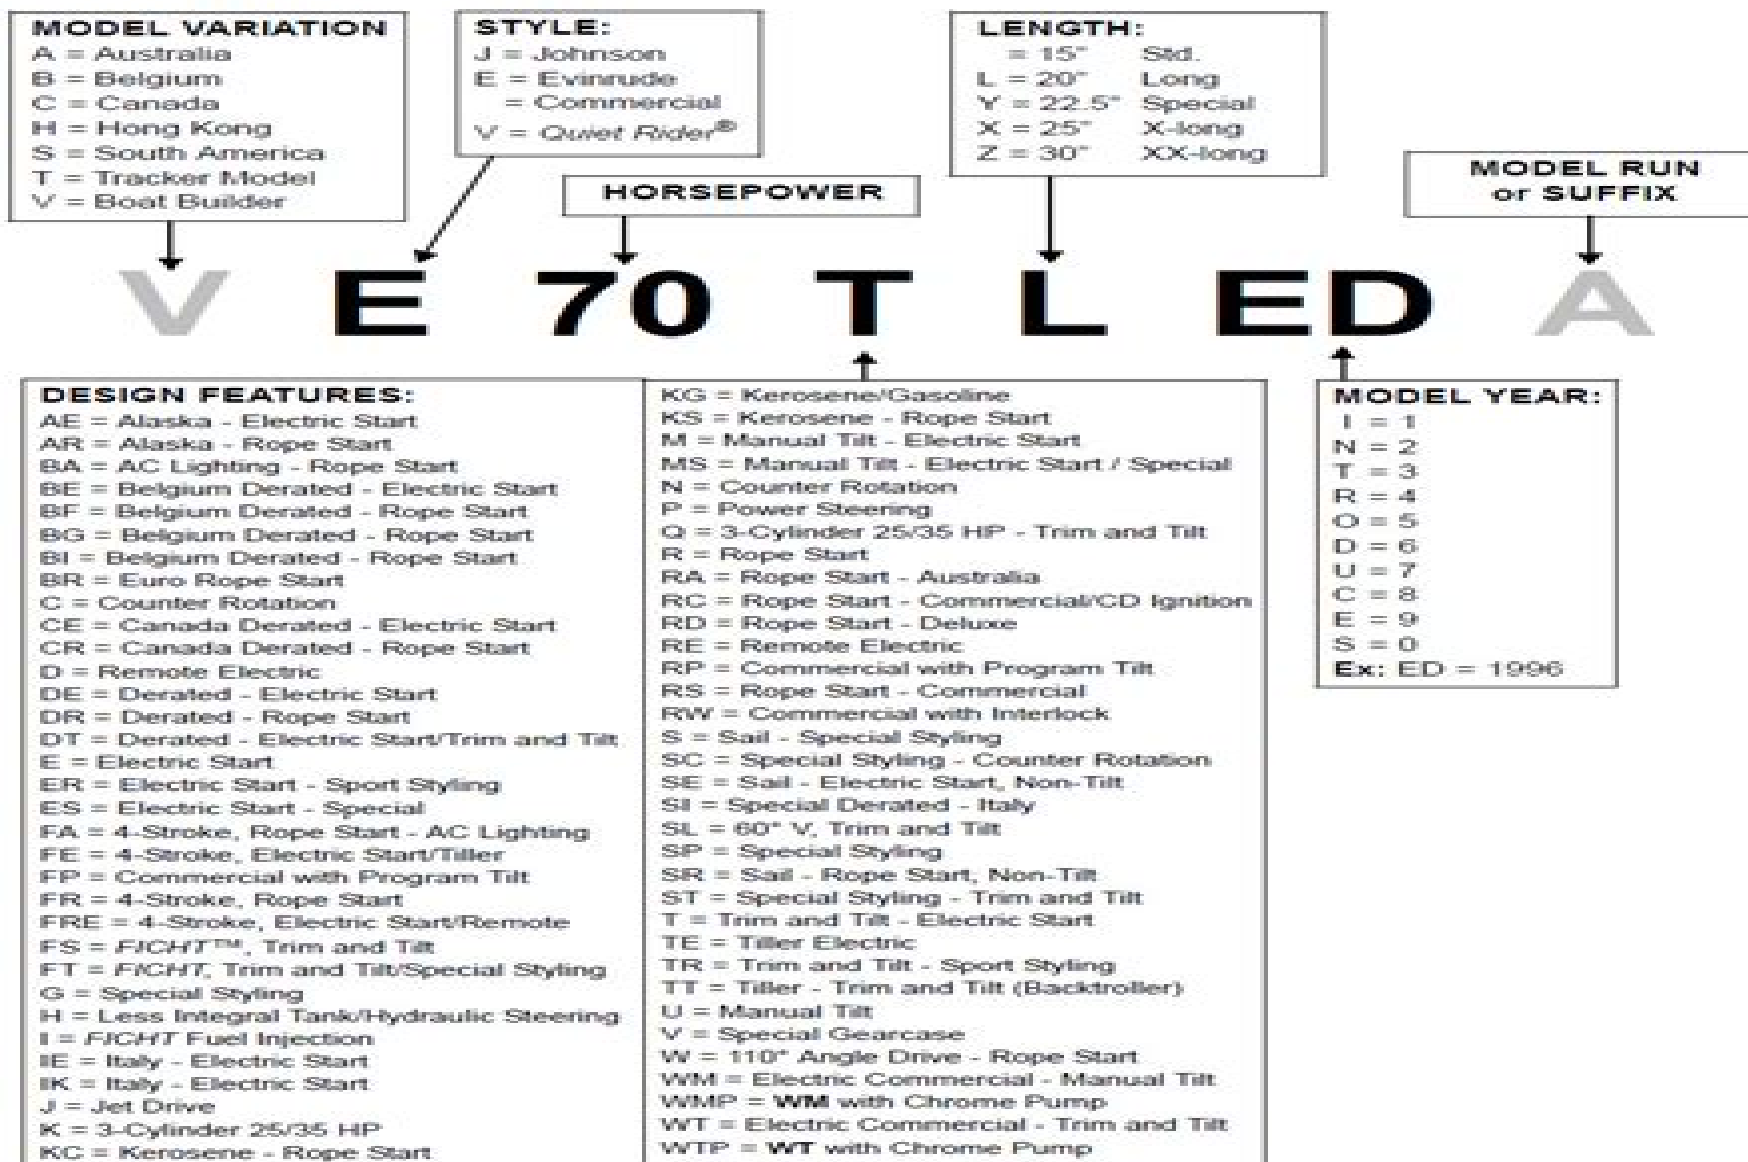 MODEL VARIATION
A = Australia
B = Belgium
C = Canada
H = Hong Kong
S = South America
T = Tracker Model
V = Boat Builder
STYLE:
J = Johnson
E = Evinrude
= Commercial
V = Quiet Rider®
HORSEPOWER
LENGTH:
= 15" Std.
L = 20" Long
Y = 22.5" Special
X = 25" X-long
Z = 30" XX-long
MODEL RUN
or SUFFIX
V E 70 T L ED A
DESIGN FEATURES:
AE = Alaska - Electric Start
AR = Alaska - Rope Start
BA = AC Lighting - Rope Start
BE = Belgium Derated - Electric Start
BF = Belgium Derated - Rope Start
BG = Belgium Derated - Rope Start
BI = Belgium Derated - Rope Start
BR = Euro Rope Start
C = Counter Rotation
CE = Canada Derated - Electric Start
CR = Canada Derated - Rope Start
D = Remote Electric
DE = Derated - Electric Start
DR = Derated - Rope Start
DT = Derated - Electric Start/Trim and Tilt
E = Electric Start
ER = Electric Start - Sport Styling
ES = Electric Start - Special
FA = 4-Stroke, Rope Start - AC Lighting
FE = 4-Stroke, Electric Start/Tiller
FP = Commercial with Program Tilt
FR = 4-Stroke, Rope Start
FRE = 4-Stroke, Electric Start/Remote
FS = FICHT™, Trim and Tilt
FT = FICHT, Trim and Tilt/Special Styling
G = Special Styling
H = Less Integral Tank/Hydraulic Steering
I = FICHT Fuel Injection
IE = Italy - Electric Start
IK = Italy - Electric Start
J = Jet Drive
K = 3-Cylinder 25/35 HP
KC = Kerosene - Rope Start
KG = Kerosene/Gasoline
KS = Kerosene - Rope Start
M = Manual Tilt - Electric Start
MS = Manual Tilt - Electric Start / Special
N = Counter Rotation
P = Power Steering
Q = 3-Cylinder 25/35 HP - Trim and Tilt
R = Rope Start
RA = Rope Start - Australia
RC = Rope Start - Commercial/CD Ignition
RD = Rope Start - Deluxe
RE = Remote Electric
RP = Commercial with Program Tilt
RS = Rope Start - Commercial
RW = Commercial with Interlock
S = Sail - Special Styling
SC = Special Styling - Counter Rotation
SE = Sail - Electric Start, Non-Tilt
SI = Special Derated - Italy
SL = 60° V, Trim and Tilt
SP = Special Styling
SR = Sail - Rope Start, Non-Tilt
ST = Special Styling - Trim and Tilt
T = Trim and Tilt - Electric Start
TE = Tiller Electric
TR = Trim and Tilt - Sport Styling
TT = Tiller - Trim and Tilt (Backtroller)
U = Manual Tilt
V = Special Gearcase
W = 110° Angle Drive - Rope Start
WM = Electric Commercial - Manual Tilt
WMP = WM with Chrome Pump
WT = Electric Commercial - Trim and Tilt
WTP = WT with Chrome Pump
MODEL YEAR:
I = 1
N = 2
T = 3
R = 4
O = 5
D = 6
U = 7
C = 8
E = 9
S = 0
Ex: ED = 1996